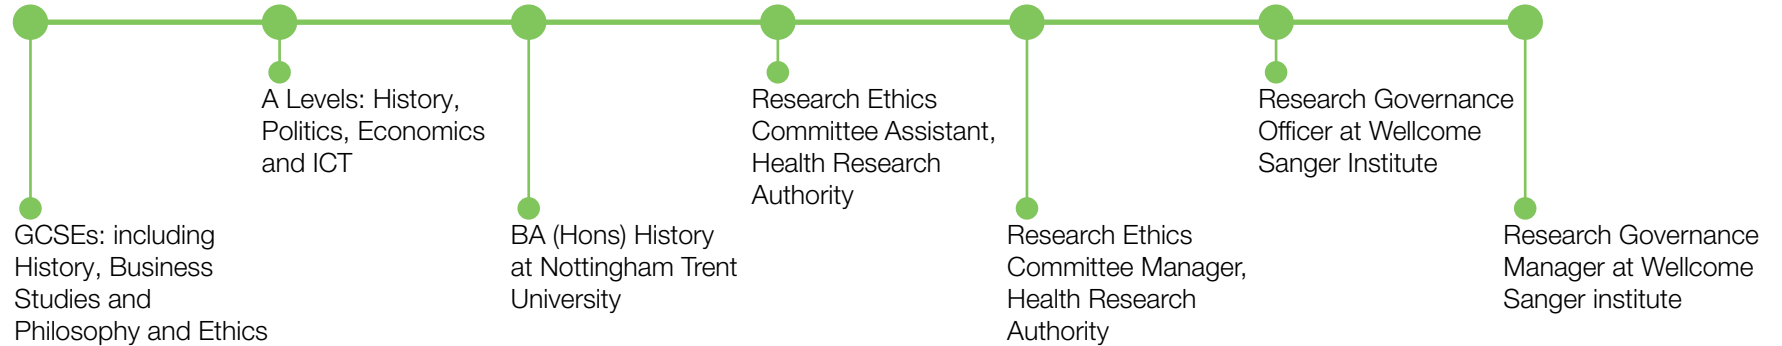 GCSEs: including
History, Business
Studies and
Philosophy and Ethics
A Levels: History,
Politics, Economics
and ICT
BA (Hons) History
at Nottingham Trent
University
Research Ethics
Committee Assistant,
Health Research
Authority
Research Ethics
Committee Manager,
Health Research
Authority
Research Governance
Officer at Wellcome
Sanger Institute
Research Governance
Manager at Wellcome
Sanger institute